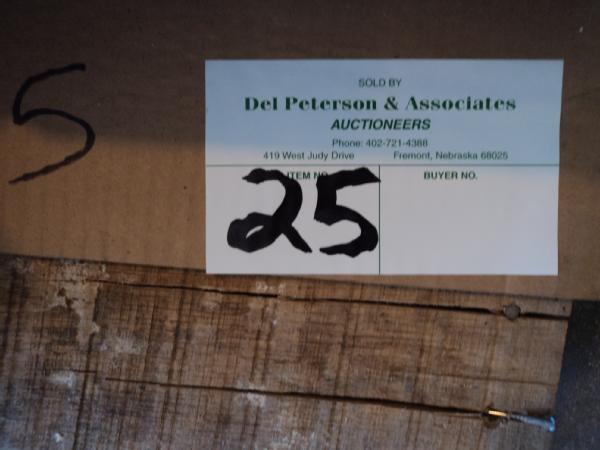 5
SOLD BY
Del Peterson & Associates
AUCTIONEERS
Phone: 402-721-4388
419 West Judy Drive Fremont, Nebraska 68025
ITEM NO. BUYER NO.
25